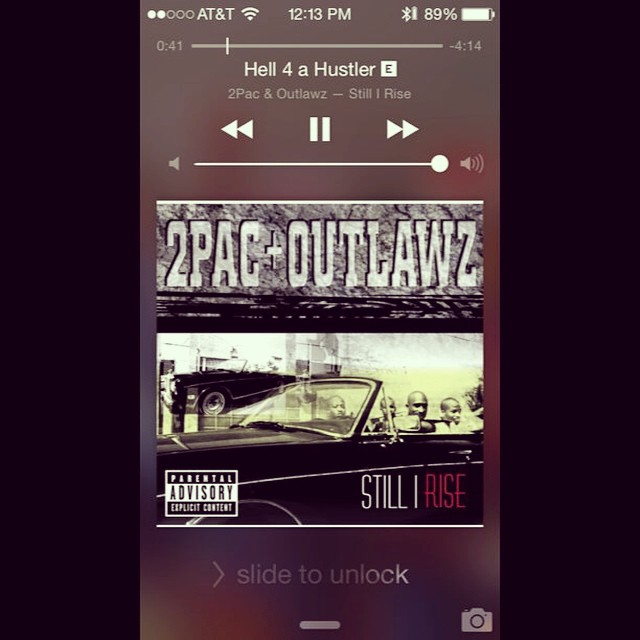 AT&T 12:13 PM 89%
0:41 -4:14
Hell 4 a Hustler E
2Pac & Outlawz — Still I Rise
2PAC+OUTLAWZ
PARENTAL
ADVISORY
EXPLICIT CONTENT
STILL I RISE
slide to unlock